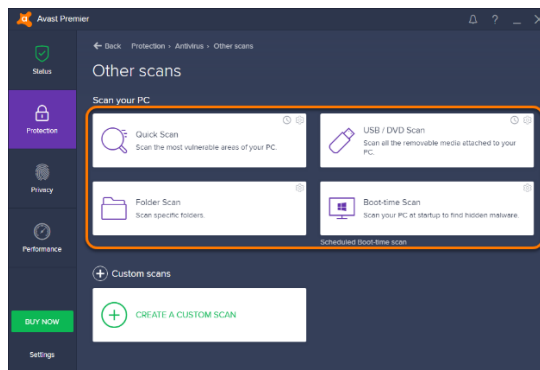 Avast Premier
?
Back Protection › Antivirus › Other scans
Status
Other scans
Scan your PC
Protection
Quick Scan
Scan the most vulnerable areas of your PC.
USB / DVD Scan
Scan all the removable media attached to your
PC.
Privacy
Folder Scan
Scan specific folders.
Boot-time Scan
Scan your PC at startup to find hidden malware.
Performance
Scheduled Boot-time scan
Custom scans
CREATE A CUSTOM SCAN
BUY NOW
Settings